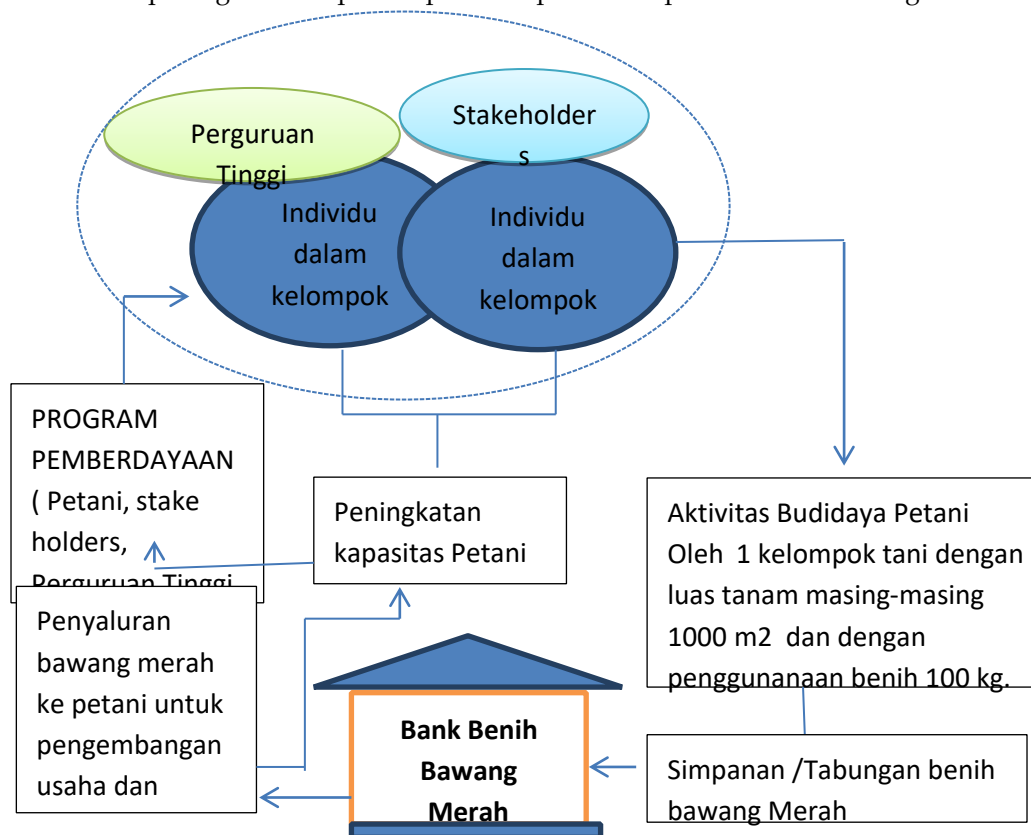 Perguruan
Tinggi
Stakeholder
s
Individu
dalam
kelompok
Individu
dalam
kelompok
PROGRAM
PEMBERDAYAAN
( Petani, stake
holders,
Perguruan Tinggi
Peningkatan
kapasitas Petani
Aktivitas Budidaya Petani
Oleh 1 kelompok tani dengan
luas tanam masing-masing
1000 m2 dan dengan
penggunanaan benih 100 kg.
Penyaluran
bawang merah
ke petani untuk
pengembangan
usaha dan
Bank Benih
Bawang
Merah
Simpanan /Tabungan benih
bawang Merah